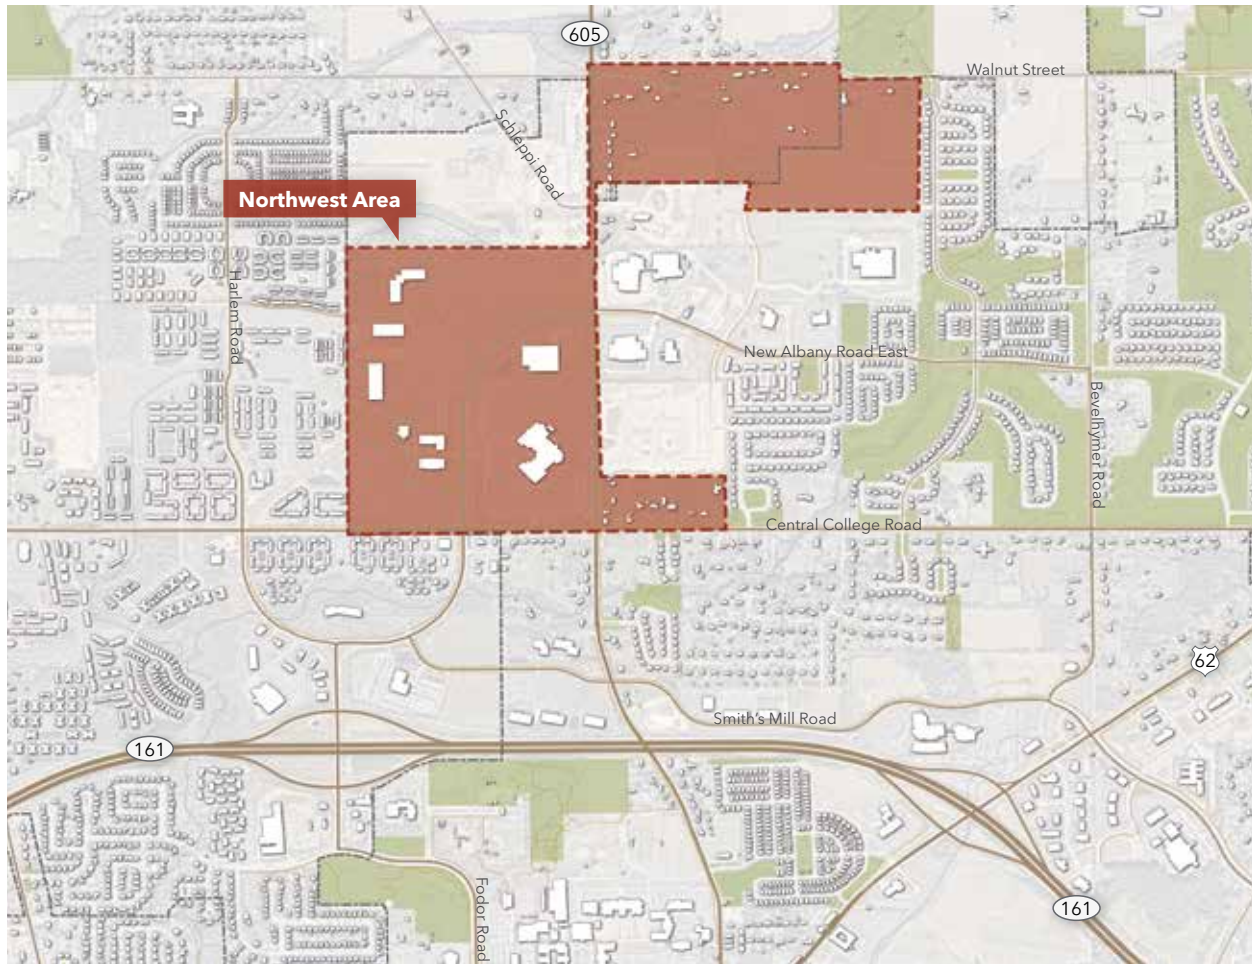 605
Walnut Street
Schleppi Road
Northwest Area
Harlem Road
New Albany Road East
Bevelhymer Road
Central College Road
62
Smith's Mill Road
161
Fodor Road
161